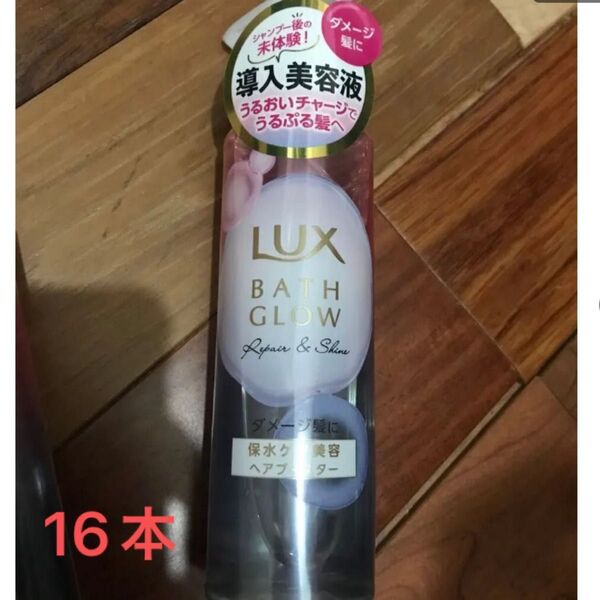 シャンプー後の
未体験!
ダメージ
髪に
導入美容液
うるおいチャージで
うるぷる髪へ
LUX
BATH
GLOW
Repair & Shine
ダメージ髪に
保水ケア美容
ヘアブースター
16本